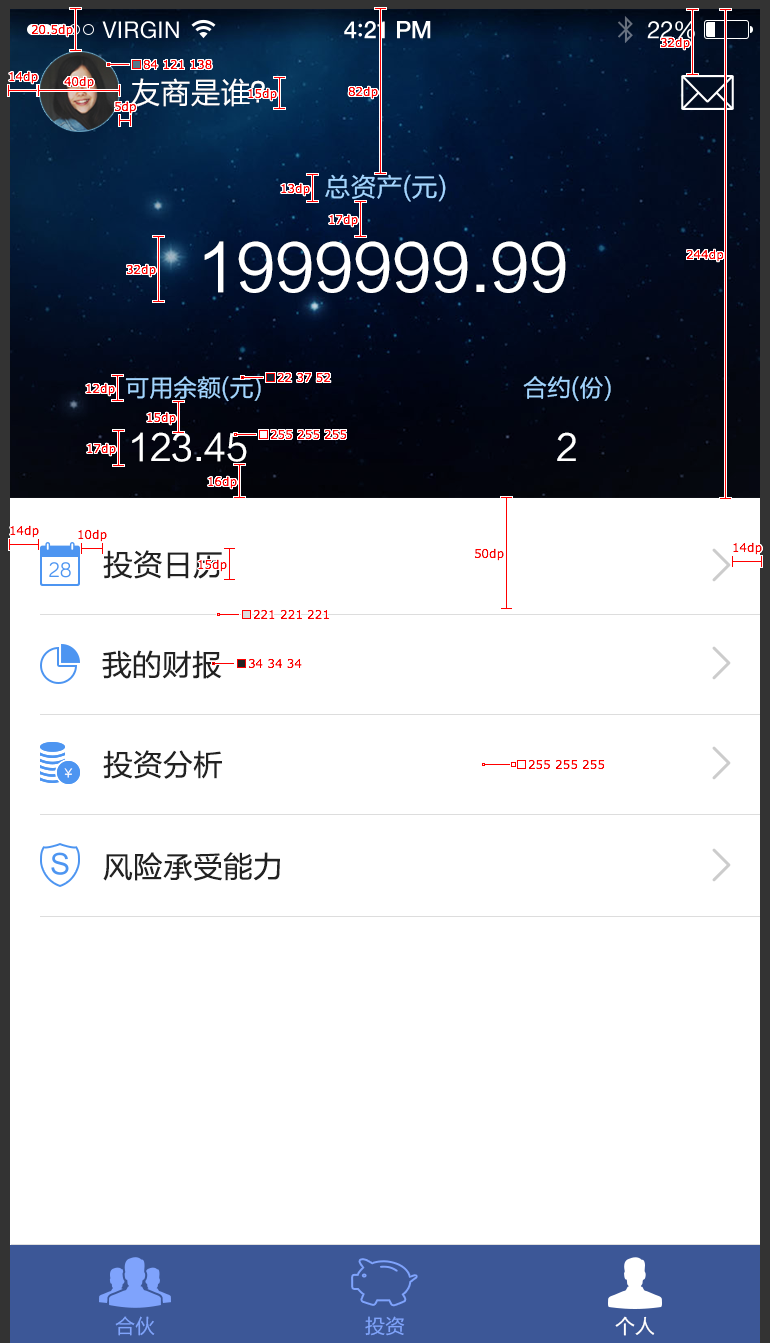 20.5dp VIRGIN 4:21 PM 22%
32dp
84 121 138
14dp 40dp 友商是谁? 15dp 82dp
5dp
13dp 总资产(元)
17dp
244dp
32dp 1999999.99
12dp 可用余额(元) 22 37 52 合约(份)
15dp
17dp 123.45 255 255 255 2
16dp
14dp 10dp 14dp
28 投资日历 15dp 50dp
221 221 221
我的财报 34 34 34
¥ 投资分析 255 255 255
S 风险承受能力
合伙 投资 个人